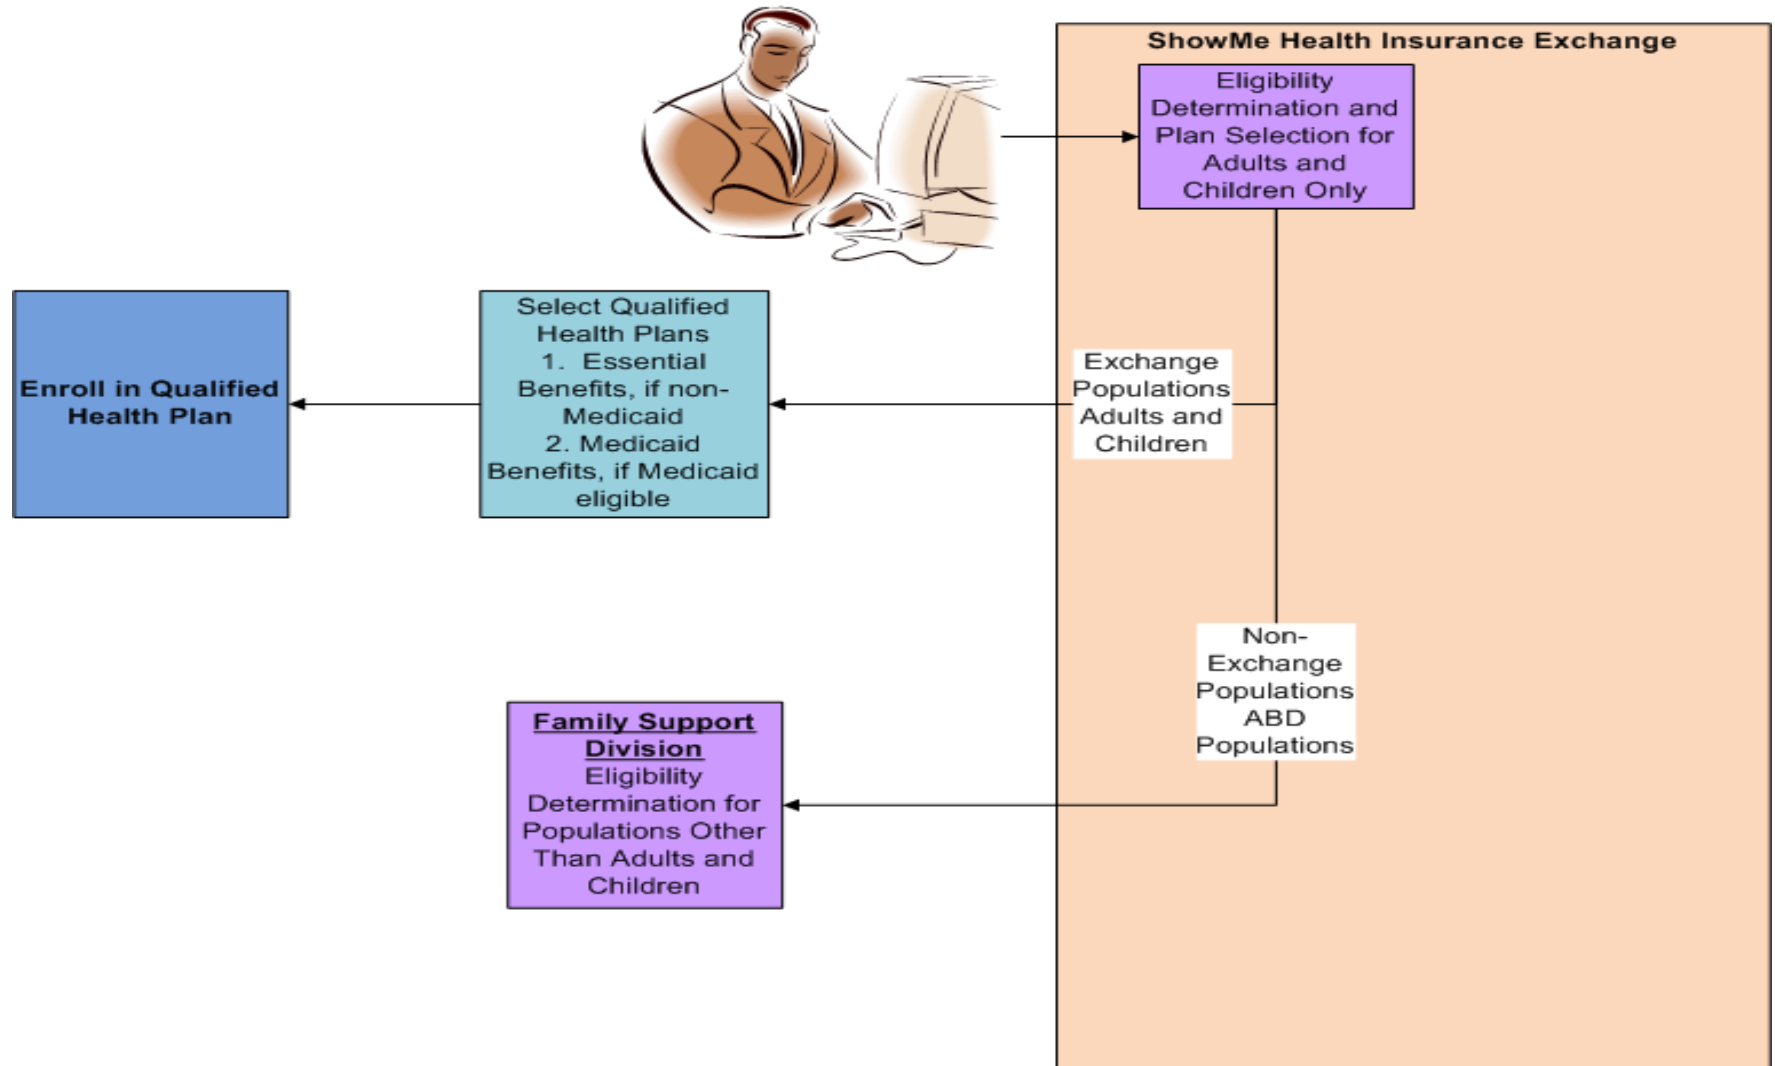 ShowMe Health Insurance Exchange
Eligibility
Determination and
Plan Selection for
Adults and
Children Only
Enroll in Qualified
Health Plan
Select Qualified
Health Plans
1. Essential
Benefits, if non-
Medicaid
2. Medicaid
Benefits, if Medicaid
eligible
Exchange
Populations
Adults and
Children
Non-
Exchange
Populations
ABD
Populations
Family Support
Division
Eligibility
Determination for
Populations Other
Than Adults and
Children